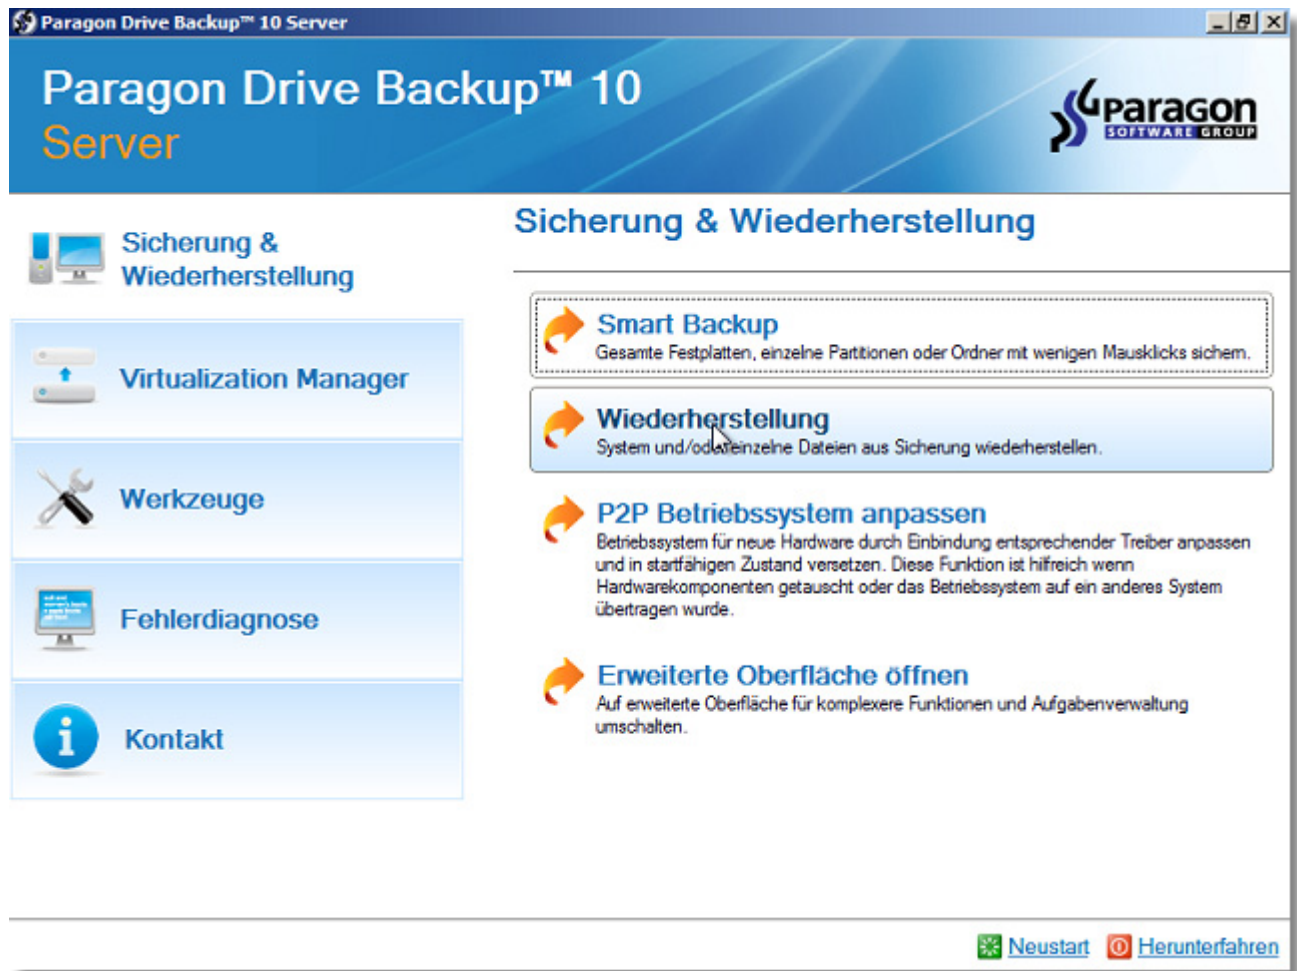 Paragon Drive Backup™ 10 Server
Paragon Drive Backup™ 10
Server
Paragon
SOFTWARE GROUP
Sicherung &
Wiederherstellung
Virtualization Manager
Werkzeuge
Fehlerdiagnose
Kontakt
Sicherung & Wiederherstellung
Smart Backup
Gesamte Festplatten, einzelne Partitionen oder Ordner mit wenigen Mausklicks sichern.
Wiederherstellung
System und/oder einzelne Dateien aus Sicherung wiederherstellen.
P2P Betriebssystem anpassen
Betriebssystem für neue Hardware durch Einbindung entsprechender Treiber anpassen
und in startfähigen Zustand versetzen. Diese Funktion ist hilfreich wenn
Hardwarekomponenten getauscht oder das Betriebssystem auf ein anderes System
übertragen wurde.
Erweiterte Oberfläche öffnen
Auf erweiterte Oberfläche für komplexere Funktionen und Aufgabenverwaltung
umschalten.
Neustart
Herunterfahren